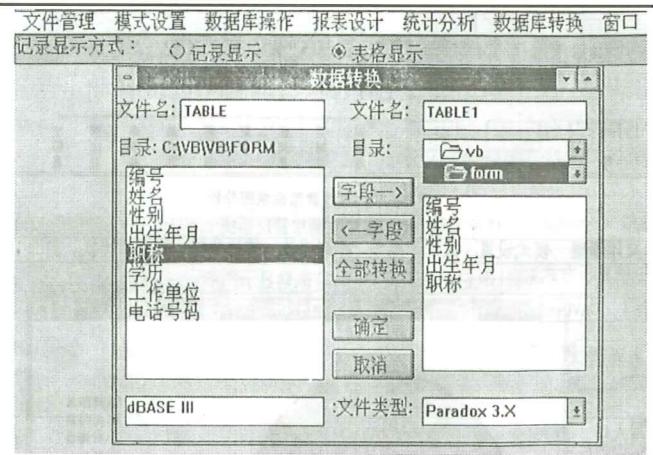 文件管理 模式设置 数据库操作 报表设计 统计分析 数据库转换 窗口
记录显示方式： 记录显示 表格显示
数据转换
文件名: TABLE 文件名: TABLE1
目录: C:\VB\VB\FORM 目录: vb
form
编号
姓名
性别
出生年月
职称
学历
工作单位
电话号码
字段—>
<—字段
全部转换
确定
取消
编号
姓名
性别
出生年月
职称
dBASE III :文件类型: Paradox 3.X